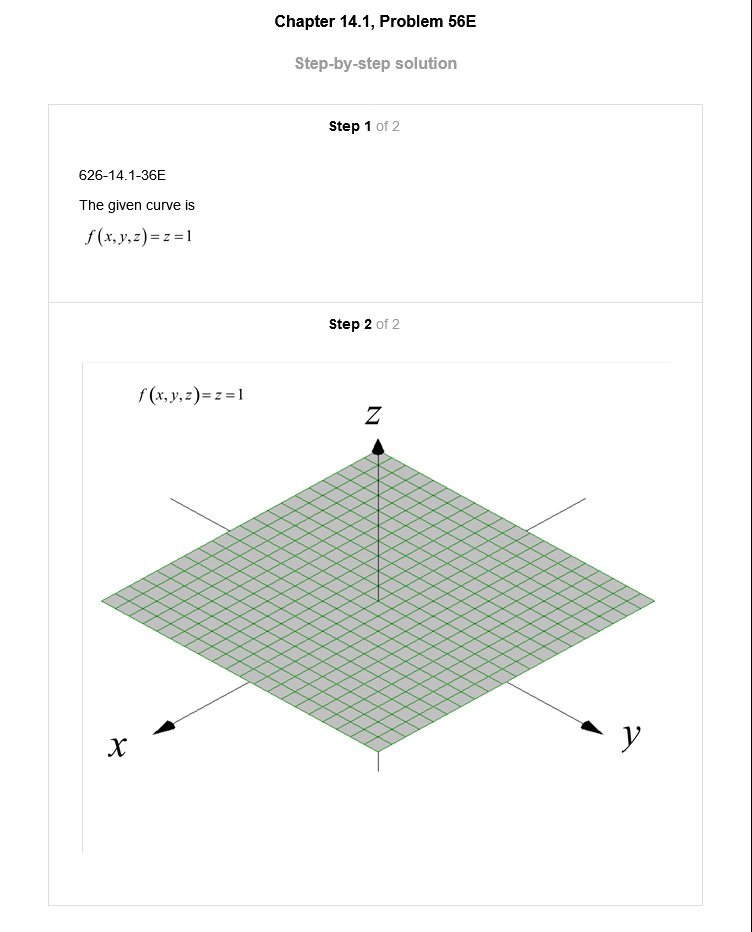 Chapter 14.1, Problem 56E
Step-by-step solution
Step 1 of 2
626-14.1-36E
The given curve is
f(x,y,z)=z=1
Step 2 of 2
f(x,y,z)=z=1
z
x
y